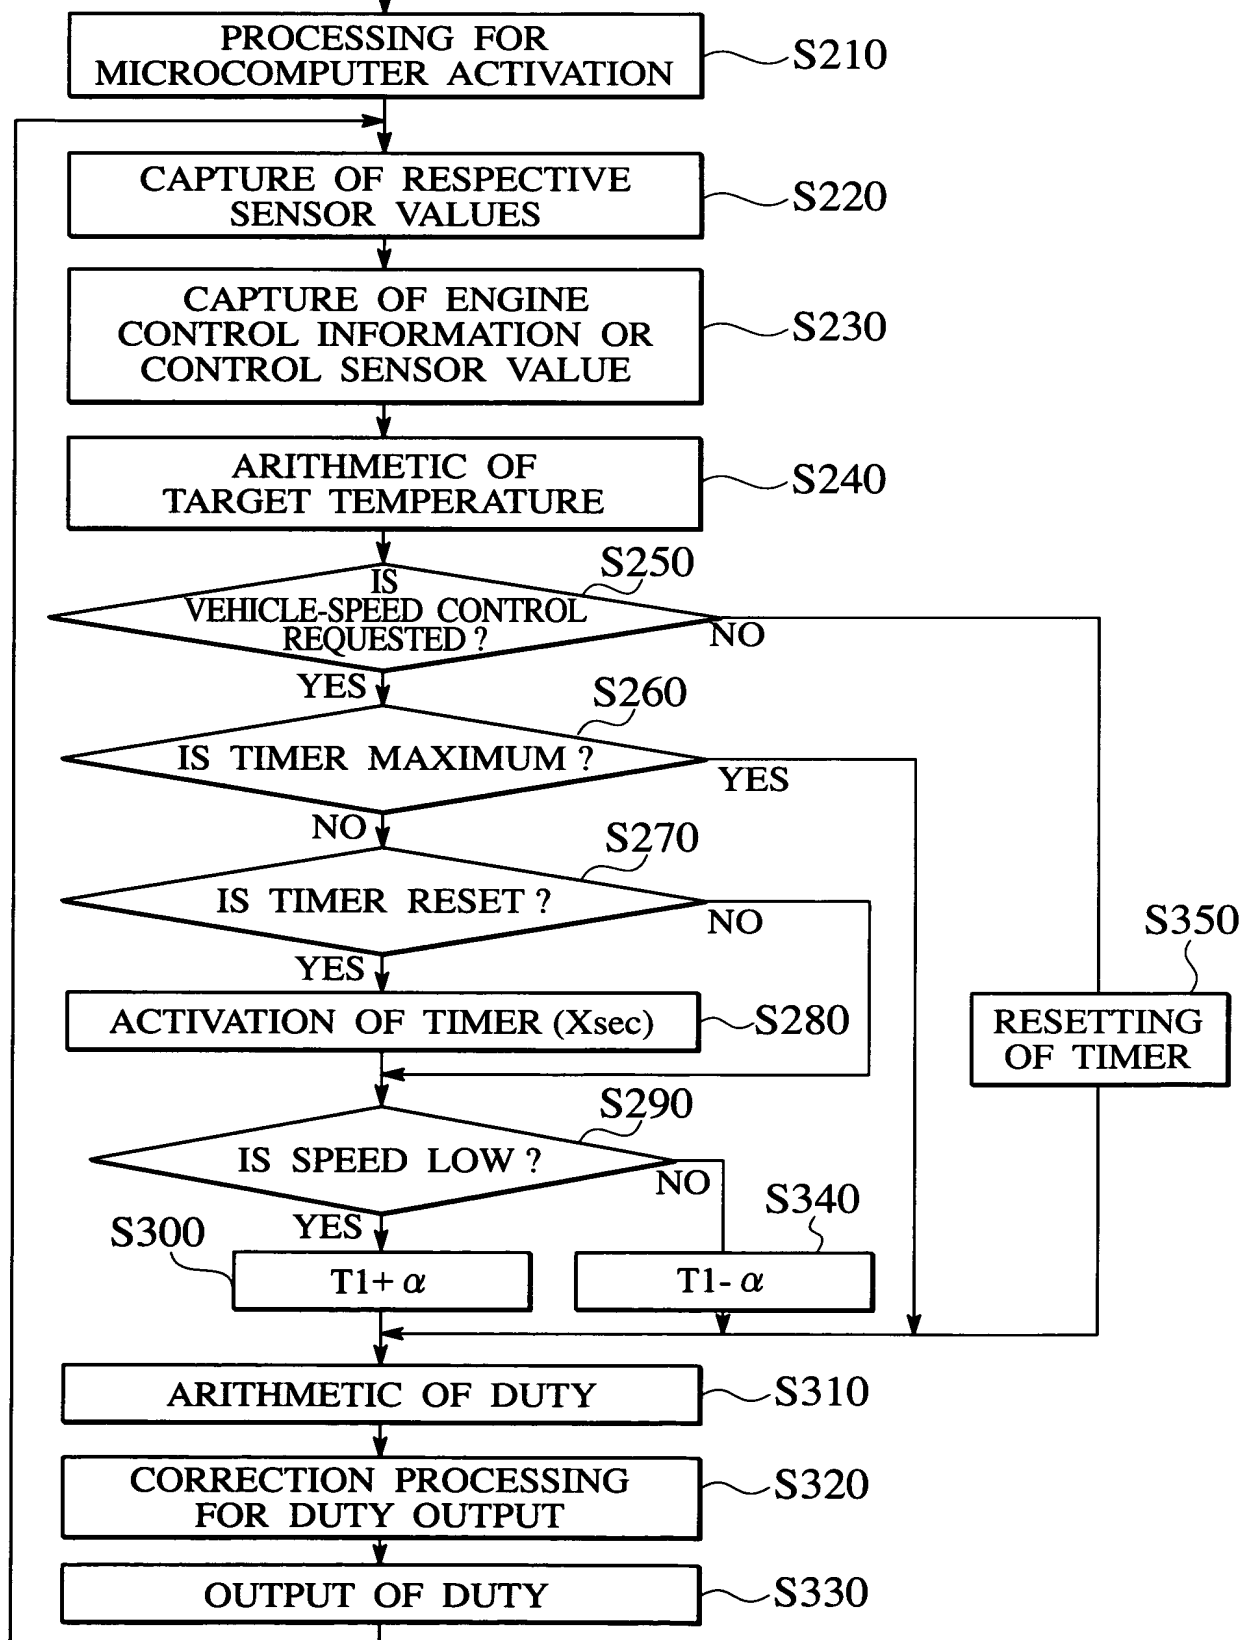 PROCESSING FOR
MICROCOMPUTER ACTIVATION
S210
CAPTURE OF RESPECTIVE
SENSOR VALUES
S220
CAPTURE OF ENGINE
CONTROL INFORMATION OR
CONTROL SENSOR VALUE
S230
ARITHMETIC OF
TARGET TEMPERATURE
S240
S250
IS
VEHICLE-SPEED CONTROL
REQUESTED ?
NO
YES
S260
IS TIMER MAXIMUM ?
YES
NO
S270
IS TIMER RESET ?
NO
YES
S350
RESETTING
OF TIMER
ACTIVATION OF TIMER (Xsec)
S280
S290
IS SPEED LOW ?
NO
YES
S300
T1+ α
S340
T1- α
ARITHMETIC OF DUTY
S310
CORRECTION PROCESSING
FOR DUTY OUTPUT
S320
OUTPUT OF DUTY
S330